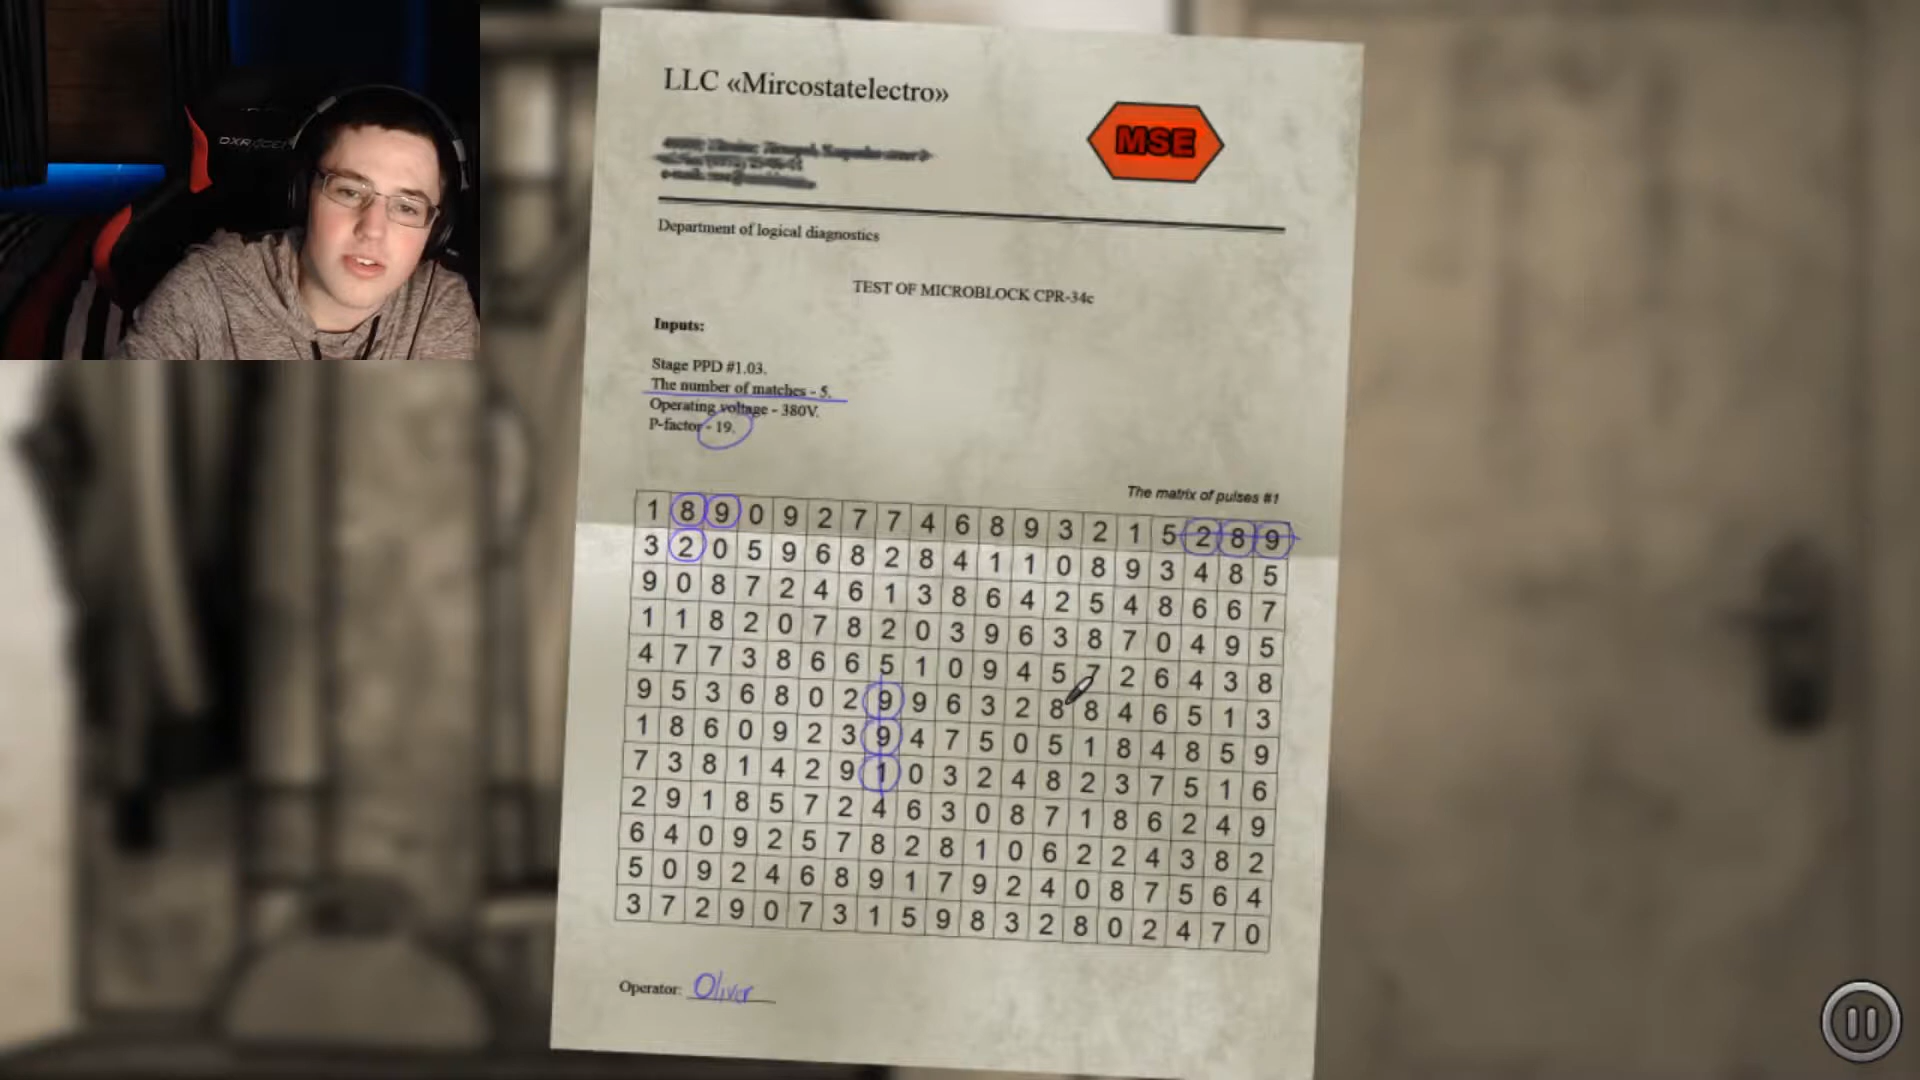 LLC «Mircostatelectro»
MSE
DXRACER
Department of logical diagnostics
TEST OF MICROBLOCK CPR-34c
Inputs:
Stage PPD #1.03.
The number of matches - 5.
Operating voltage - 380V.
P-factor - 19.
The matrix of pulses #1
1 8 9 0 9 2 7 7 4 6 8 9 3 2 1 5 2 8 9
3 2 0 5 9 6 8 2 8 4 1 1 0 8 9 3 4 8 5
9 0 8 7 2 4 6 1 3 8 6 4 2 5 4 8 6 6 7
1 1 8 2 0 7 8 2 0 3 9 6 3 8 7 0 4 9 5
4 7 7 3 8 6 6 5 1 0 9 4 5 7 2 6 4 3 8
9 5 3 6 8 0 2 9 9 6 3 2 8 8 4 6 5 1 3
1 8 6 0 9 2 3 9 4 7 5 0 5 1 8 4 8 5 9
7 3 8 1 4 2 9 1 0 3 2 4 8 2 3 7 5 1 6
2 9 1 8 5 7 2 4 6 3 0 8 7 1 8 6 2 4 9
6 4 0 9 2 5 7 8 2 8 1 0 6 2 2 4 3 8 2
5 0 9 2 4 6 8 9 1 7 9 2 4 0 8 7 5 6 4
3 7 2 9 0 7 3 1 5 9 8 3 2 8 0 2 4 7 0
Operator: Oliver